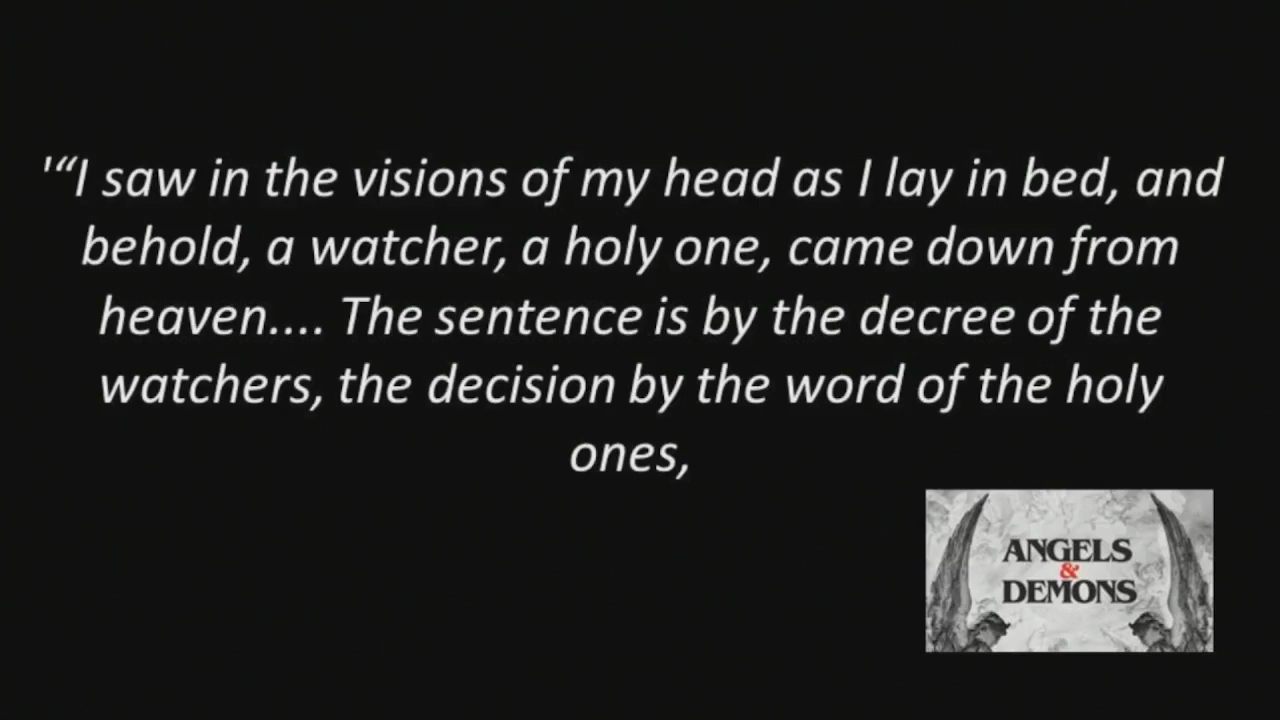 '“I saw in the visions of my head as I lay in bed, and
behold, a watcher, a holy one, came down from
heaven.... The sentence is by the decree of the
watchers, the decision by the word of the holy
ones,
ANGELS
&
DEMONS